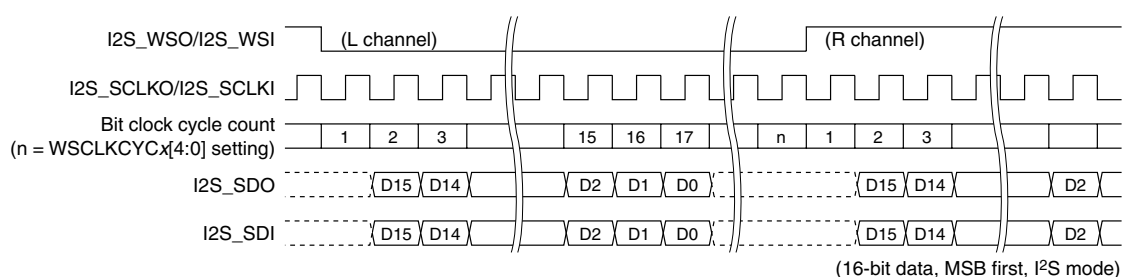 I2S_WSO/I2S_WSI (L channel) (R channel)
I2S_SCLKO/I2S_SCLKI
Bit clock cycle count
(n = WSCLKCYCx[4:0] setting) 1 2 3 15 16 17 n 1 2 3
I2S_SDO D15 D14 D2 D1 D0 D15 D14 D2
I2S_SDI D15 D14 D2 D1 D0 D15 D14 D2
(16-bit data, MSB first, I²S mode)